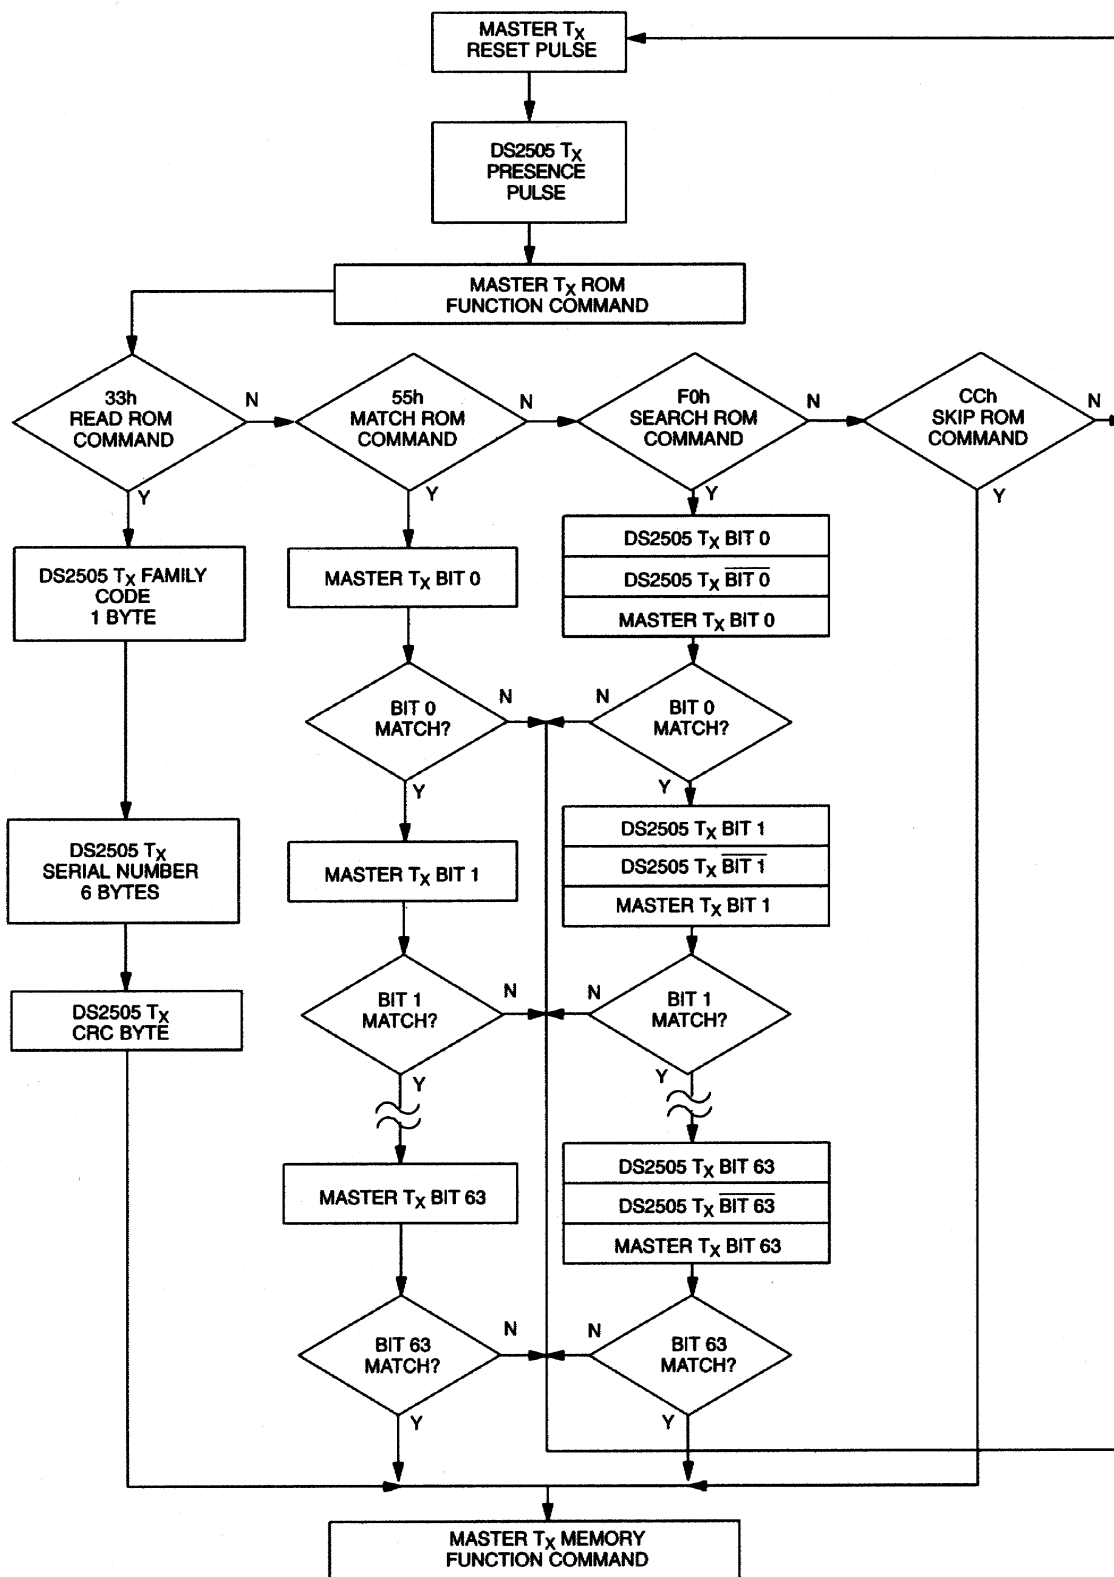 MASTER TX
RESET PULSE
DS2505 TX
PRESENCE
PULSE
MASTER TX ROM
FUNCTION COMMAND
33h
READ ROM
COMMAND
N
Y
55h
MATCH ROM
COMMAND
N
Y
F0h
SEARCH ROM
COMMAND
N
Y
CCh
SKIP ROM
COMMAND
N
Y
DS2505 TX FAMILY
CODE
1 BYTE
DS2505 TX
SERIAL NUMBER
6 BYTES
DS2505 TX
CRC BYTE
MASTER TX BIT 0
BIT 0
MATCH?
N
Y
MASTER TX BIT 1
BIT 1
MATCH?
N
Y
MASTER TX BIT 63
BIT 63
MATCH?
N
Y
DS2505 TX BIT 0
DS2505 TX BIT 0
MASTER TX BIT 0
N
BIT 0
MATCH?
Y
DS2505 TX BIT 1
DS2505 TX BIT 1
MASTER TX BIT 1
N
BIT 1
MATCH?
Y
DS2505 TX BIT 63
DS2505 TX BIT 63
MASTER TX BIT 63
N
BIT 63
MATCH?
Y
MASTER TX MEMORY
FUNCTION COMMAND